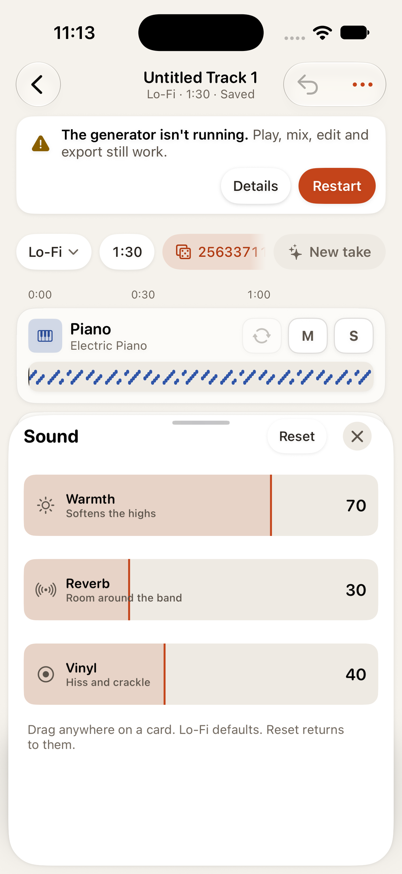 11:13
Untitled Track 1
Lo-Fi · 1:30 · Saved
The generator isn't running. Play, mix, edit and
export still work.
Details
Restart
Lo-Fi
1:30
2563371
New take
0:00
0:30
1:00
Piano
Electric Piano
M
S
Sound
Reset
Warmth
Softens the highs
70
Reverb
Room around the band
30
Vinyl
Hiss and crackle
40
Drag anywhere on a card. Lo-Fi defaults. Reset returns
to them.